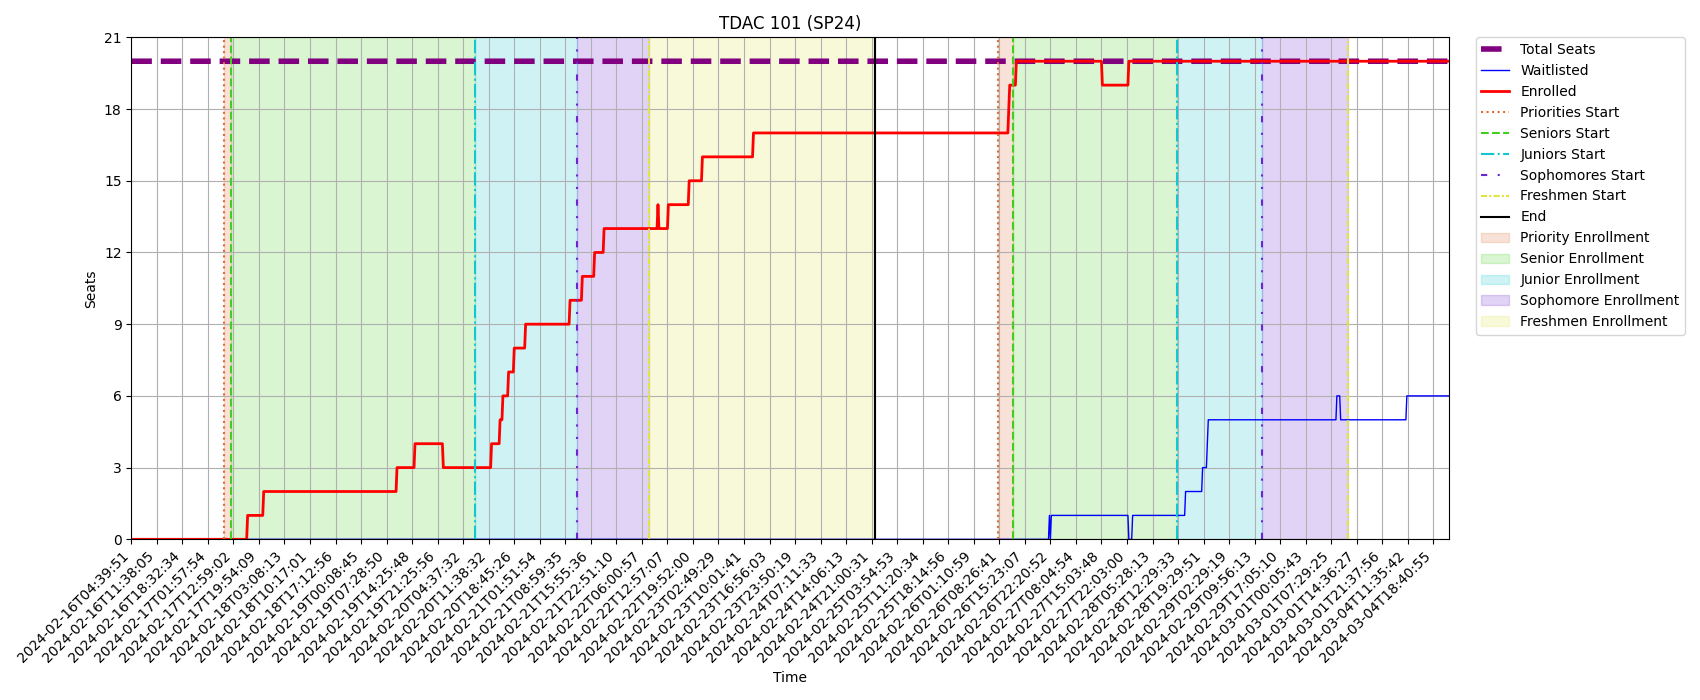 TDAC 101 (SP24)
21
18
15
12
9
6
3
0
Seats
2024-02-16T04:39:51
2024-02-16T11:38:05
2024-02-16T18:32:34
2024-02-17T01:57:54
2024-02-17T12:59:02
2024-02-17T19:54:09
2024-02-18T03:08:13
2024-02-18T10:17:01
2024-02-18T17:12:56
2024-02-19T00:08:45
2024-02-19T07:28:50
2024-02-19T14:25:48
2024-02-19T21:25:56
2024-02-20T04:37:32
2024-02-20T11:38:32
2024-02-20T18:45:26
2024-02-21T01:51:54
2024-02-21T08:59:35
2024-02-21T15:55:36
2024-02-21T22:51:10
2024-02-22T06:00:57
2024-02-22T12:57:07
2024-02-22T19:52:00
2024-02-23T02:49:29
2024-02-23T10:01:41
2024-02-23T16:56:03
2024-02-23T23:50:19
2024-02-24T07:11:33
2024-02-24T14:06:13
2024-02-24T21:00:31
2024-02-25T03:54:53
2024-02-25T11:20:34
2024-02-25T18:14:56
2024-02-26T01:10:59
2024-02-26T08:26:41
2024-02-26T15:23:07
2024-02-26T22:20:52
2024-02-27T08:04:54
2024-02-27T15:03:48
2024-02-27T22:03:00
2024-02-28T05:28:13
2024-02-28T12:29:33
2024-02-28T19:29:51
2024-02-29T02:29:19
2024-02-29T09:56:13
2024-02-29T17:05:10
2024-03-01T00:05:43
2024-03-01T07:29:25
2024-03-01T14:36:27
2024-03-01T21:37:56
2024-03-04T11:35:42
2024-03-04T18:40:55
Time
Total Seats
Waitlisted
Enrolled
Priorities Start
Seniors Start
Juniors Start
Sophomores Start
Freshmen Start
End
Priority Enrollment
Senior Enrollment
Junior Enrollment
Sophomore Enrollment
Freshmen Enrollment